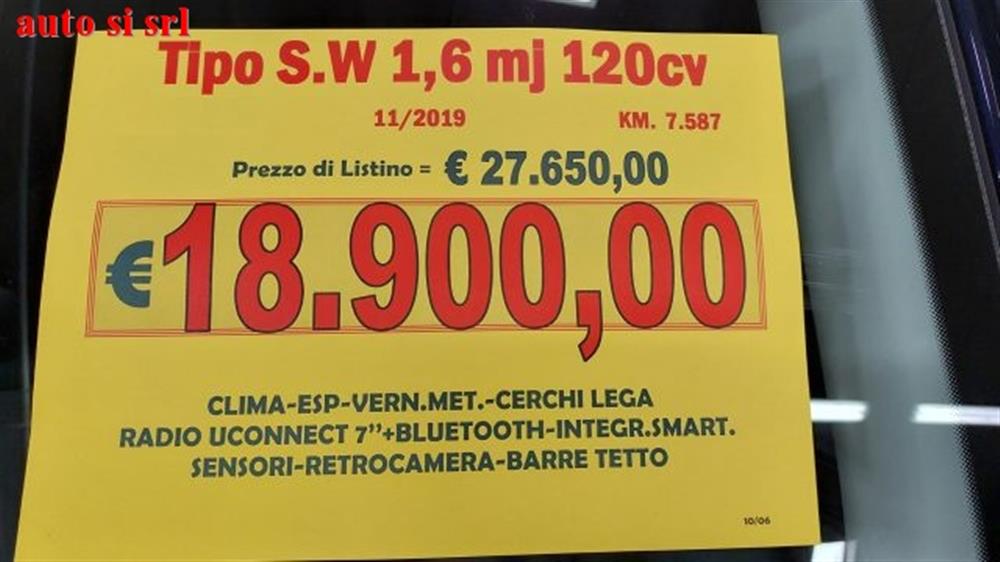 auto si srl
Tipo S.W 1,6 mj 120cv
11/2019 KM. 7.587
Prezzo di Listino = € 27.650,00
€18.900,00
CLIMA-ESP-VERN.MET.-CERCHI LEGA
RADIO UCONNECT 7’’+BLUETOOTH-INTEGR.SMART.
SENSORI-RETROCAMERA-BARRE TETTO
10/06